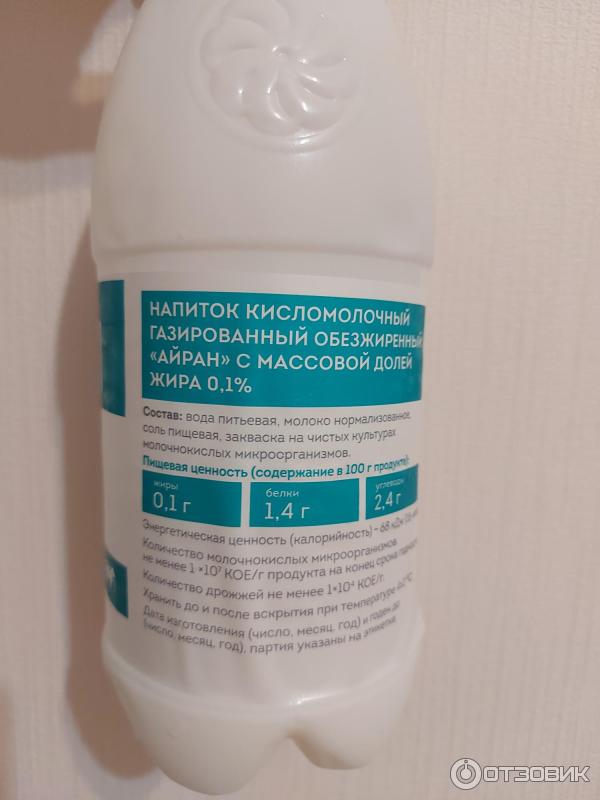 НАПИТОК КИСЛОМОЛОЧНЫЙ
ГАЗИРОВАННЫЙ ОБЕЗЖИРЕННЫЙ
«АЙРАН» С МАССОВОЙ ДОЛЕЙ
ЖИРА 0,1%
Состав: вода питьевая, молоко нормализованное,
соль пищевая, закваска на чистых культурах
молочнокислых микроорганизмов.
Пищевая ценность (содержание в 100 г продукта):
жиры
0,1 г
белки
1,4 г
углеводы
2,4 г
Энергетическая ценность (калорийность) – 68 кДж
Количество молочнокислых микроорганизмов
не менее 1 ×10⁷ КОЕ/г продукта на конец срока годности.
Количество дрожжей не менее 1×10⁴ КОЕ/г.
Хранить до и после вскрытия при температуре
Дата изготовления (число, месяц, год) и годен до
(число, месяц, год), партия указаны на этикетке.
ОТЗОВИК